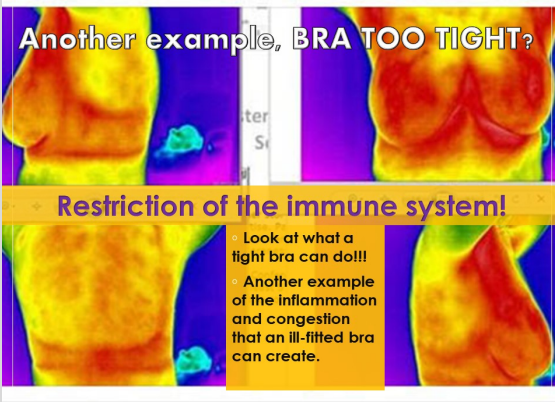 Another example, BRA TOO TIGHT?
Restriction of the immune system!
Look at what a
tight bra can do!!!
Another example
of the inflammation
and congestion
that an ill-fitted bra
can create.